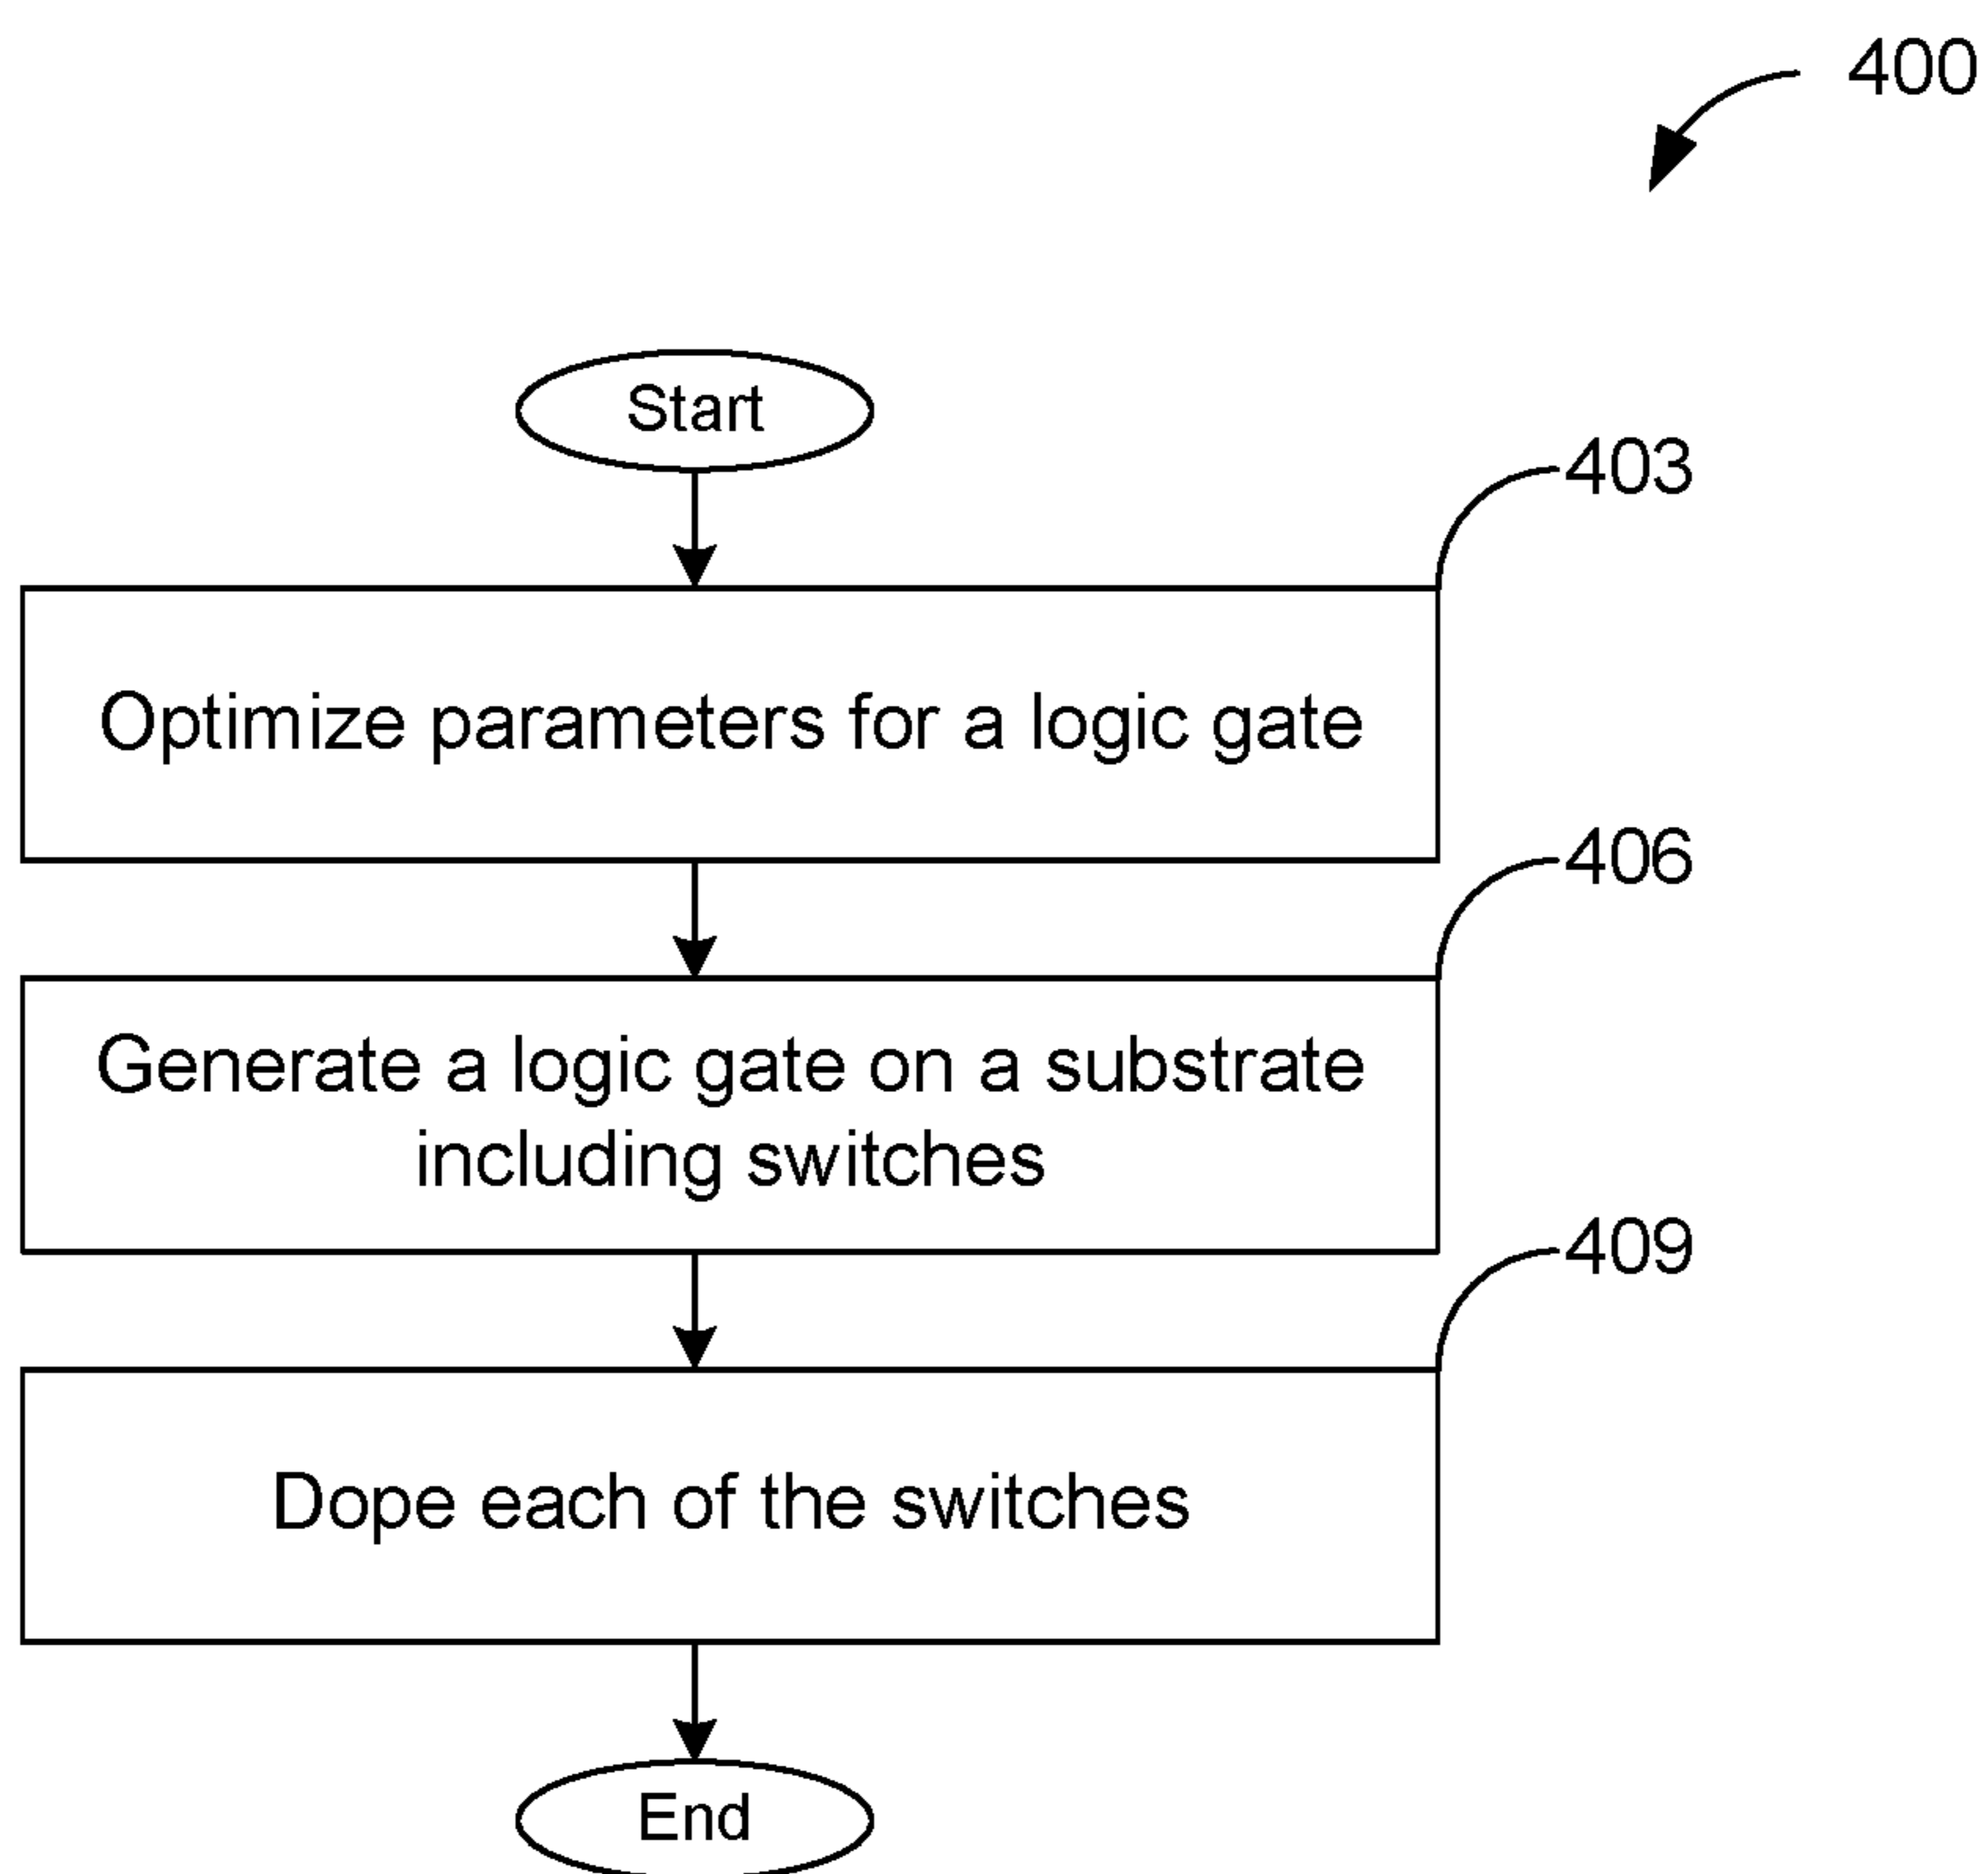 400
Start
403
Optimize parameters for a logic gate
406
Generate a logic gate on a substrate
including switches
409
Dope each of the switches
End